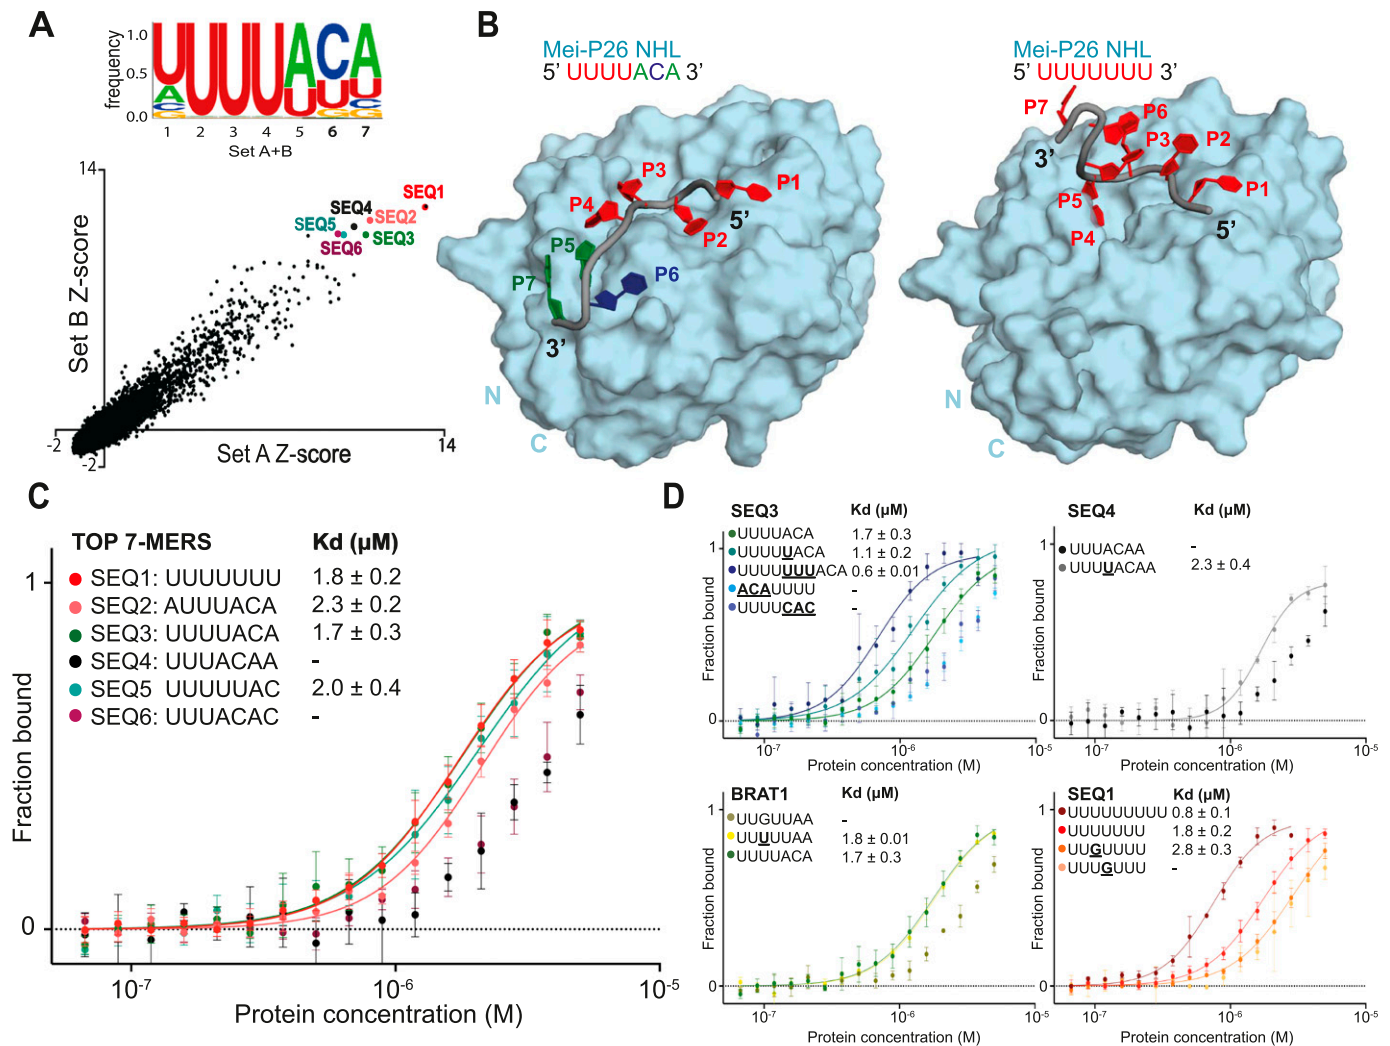 A
frequency
1.0
0.5
0.0
U
A
C
G
U
U
U
A
U
C
U
G
A
U
C
G
1 2 3 4 5 6 7
Set A+B
14
Set B Z-score
SEQ1
SEQ4
SEQ2
SEQ5
SEQ3
SEQ6
-2
-2
14
Set A Z-score
B
Mei-P26 NHL
5’ UUUUACA 3’
P3
P1
P4
5’
P2
P5
P7
P6
3’
N
C
Mei-P26 NHL
5’ UUUUUUU 3’
P7
P6
P3
P2
3’
P1
P5
5’
P4
N
C
C
TOP 7-MERS Kd (µM)
SEQ1: UUUUUUU 1.8 ± 0.2
SEQ2: AUUUACA 2.3 ± 0.2
SEQ3: UUUUACA 1.7 ± 0.3
SEQ4: UUUACAA -
SEQ5 UUUUUAC 2.0 ± 0.4
SEQ6: UUUACAC -
Fraction bound
1
0
10-7 10-6 10-5
Protein concentration (M)
D
SEQ3 Kd (µM)
UUUUACA 1.7 ± 0.3
UUUUUACA 1.1 ± 0.2
UUUUUUUACA 0.6 ± 0.01
ACAUUUU -
UUUUCAC -
Fraction bound
1
0
10-7 10-6 10-5
Protein concentration (M)
SEQ4 Kd (µM)
UUUACAA -
UUUUACAA 2.3 ± 0.4
Fraction bound
1
0
10-7 10-6 10-5
Protein concentration (M)
BRAT1 Kd (µM)
UUGUUAA -
UUUUUAA 1.8 ± 0.01
UUUUACA 1.7 ± 0.3
Fraction bound
1
0
10-7 10-6 10-5
Protein concentration (M)
SEQ1 Kd (µM)
UUUUUUUUU 0.8 ± 0.1
UUUUUUU 1.8 ± 0.2
UUGUUUU 2.8 ± 0.3
UUUGUUU -
Fraction bound
1
0
10-7 10-6 10-5
Protein concentration (M)